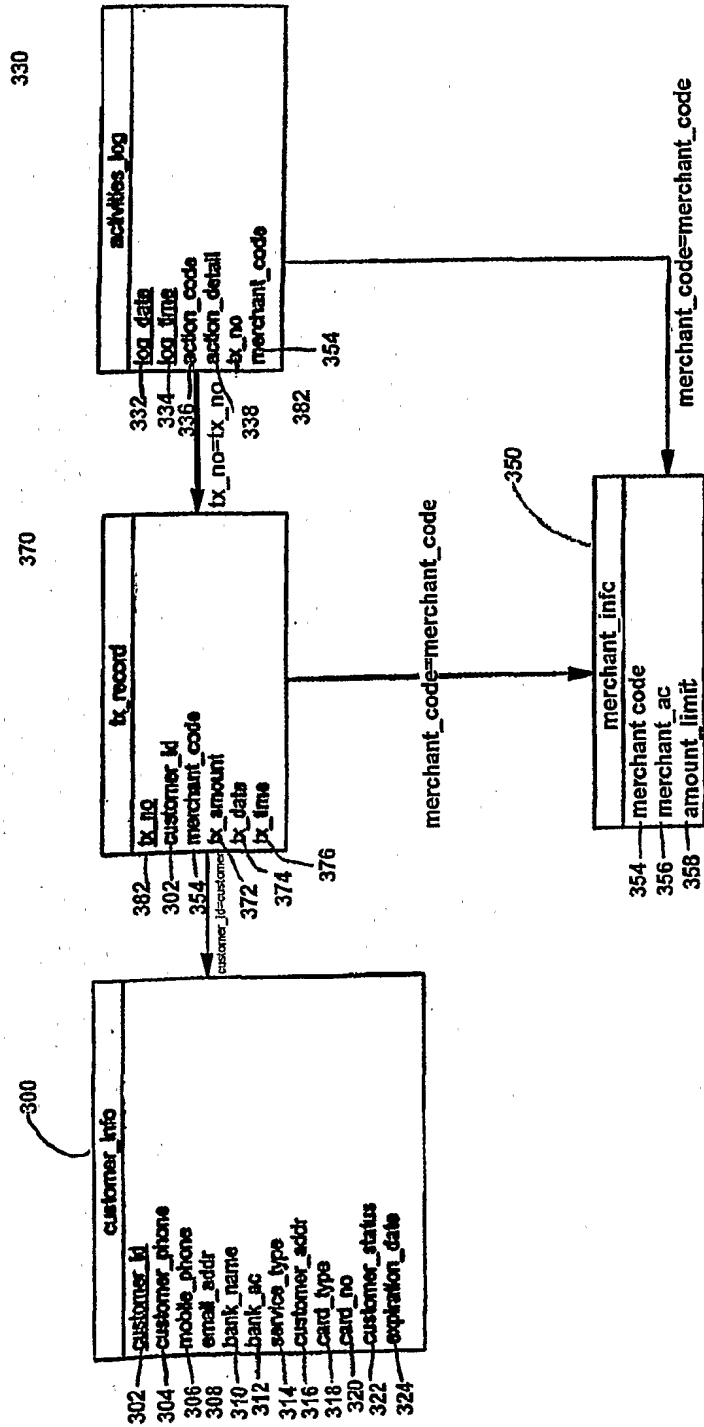 330
activities_log
332 log_date
334 log_time
336 action_code
338 action_detail
382 tx_no
354 merchant_code
tx_no=tx_no
merchant_code=merchant_code
370
tx_record
382 tx_no
302 customer_id
354 merchant_code
372 tx_amount
374 tx_date
376 tx_time
customer_id=customer
merchant_code=merchant_code
350
merchant_infc
354 merchant code
356 merchant_ac
358 amount_limit
300
customer_info
302 customer_id
304 customer_phone
306 mobile_phone
308 email_addr
310 bank_name
312 bank_ac
314 service_type
316 customer_addr
318 card_type
320 card_no
322 customer_status
324 expiration_date